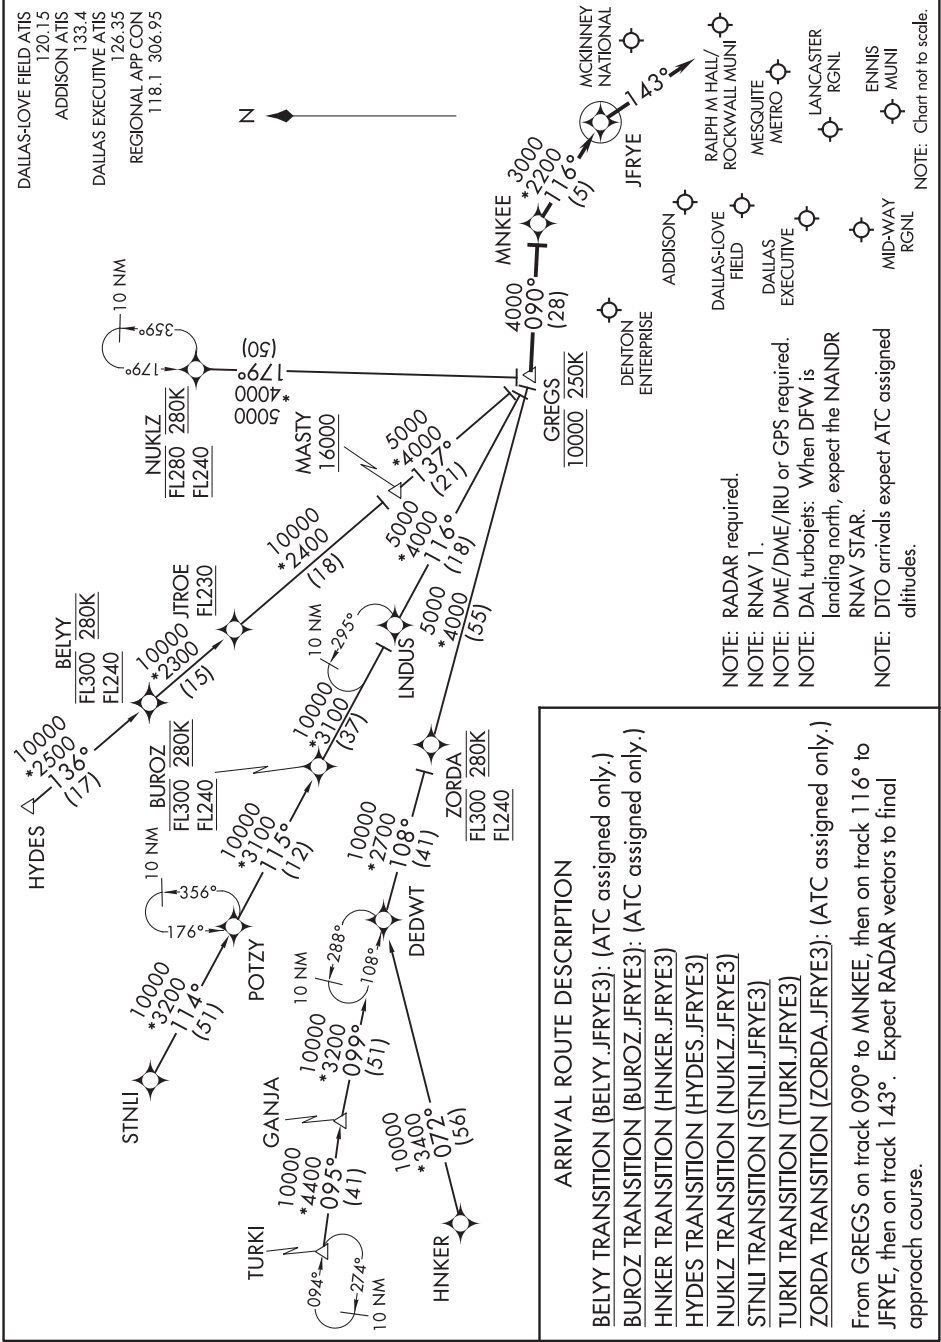 DALLAS-LOVE FIELD ATIS
120.15
ADDISON ATIS
133.4
DALLAS EXECUTIVE ATIS
126.35
REGIONAL APP CON
118.1 306.95
N
HYDES
10000
*2500
136°
(17)
BELYY
FL300 280K
FL240
10000
*2300
(15)
JTROE
FL230
10000
*2400
(18)
MASTY
16000
5000
*4000
137°
(21)
NUKLZ
FL280 280K
FL240
10 NM
179°
359°
5000
*4000
179°
(50)
STNLI
10000
*3200
114°
(51)
POTZY
10 NM
176°
356°
10000
*3100
115°
(12)
BUROZ
FL300 280K
FL240
10000
*3100
(37)
LNDUS
10 NM
295°
5000
*4000
116°
(18)
TURKI
094°
274°
10 NM
10000
*4400
095°
(41)
GANJA
10000
*3200
099°
(51)
HNKER
10000
*3400
072°
(56)
DEDWT
10 NM
288°
108°
10000
*2700
108°
(41)
ZORDA
FL300 280K
FL240
5000
*4000
(55)
GREGS
10000 250K
4000
090°
(28)
MNKEE
3000
*2200
116°
(5)
JFRYE
143°
MCKINNEY
NATIONAL
DENTON
ENTERPRISE
ADDISON
DALLAS-LOVE
FIELD
DALLAS
EXECUTIVE
RALPH M HALL/
ROCKWALL MUNI
MESQUITE
METRO
LANCASTER
RGNL
MID-WAY
RGNL
ENNIS
MUNI
NOTE: Chart not to scale.
NOTE: RADAR required.
NOTE: RNAV 1.
NOTE: DME/DME/IRU or GPS required.
NOTE: DAL turbojets: When DFW is
landing north, expect the NANDR
RNAV STAR.
NOTE: DTO arrivals expect ATC assigned
altitudes.
ARRIVAL ROUTE DESCRIPTION
BELYY TRANSITION (BELYY.JFRYE3): (ATC assigned only.)
BUROZ TRANSITION (BUROZ.JFRYE3): (ATC assigned only.)
HNKER TRANSITION (HNKER.JFRYE3)
HYDES TRANSITION (HYDES.JFRYE3)
NUKLZ TRANSITION (NUKLZ.JFRYE3)
STNLI TRANSITION (STNLI.JFRYE3)
TURKI TRANSITION (TURKI.JFRYE3)
ZORDA TRANSITION (ZORDA.JFRYE3): (ATC assigned only.)
From GREGS on track 090° to MNKEE, then on track 116° to
JFRYE, then on track 143°. Expect RADAR vectors to final
approach course.